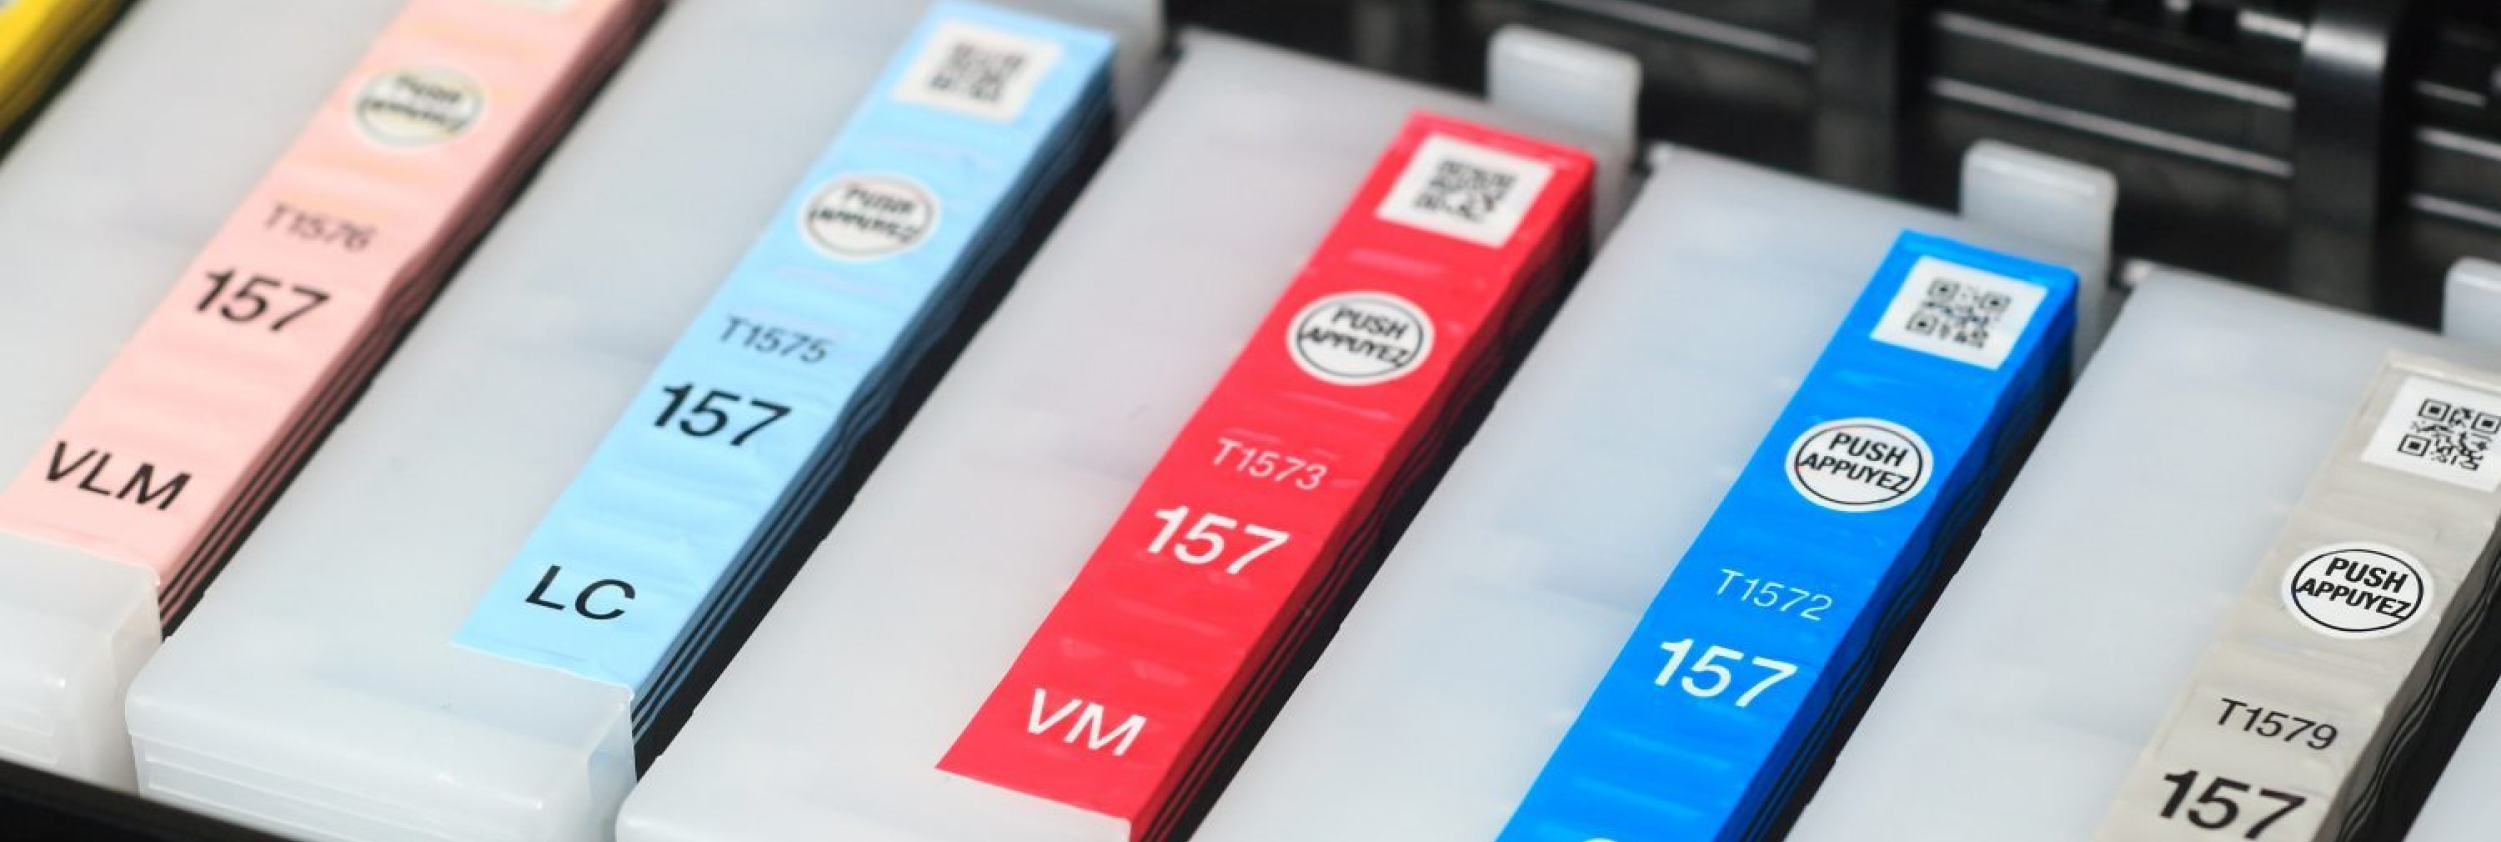 PUSH
APPUYEZ
T1576
157
VLM
PUSH
APPUYEZ
T1575
157
LC
PUSH
APPUYEZ
T1573
157
VM
PUSH
APPUYEZ
T1572
157
PUSH
APPUYEZ
T1579
157